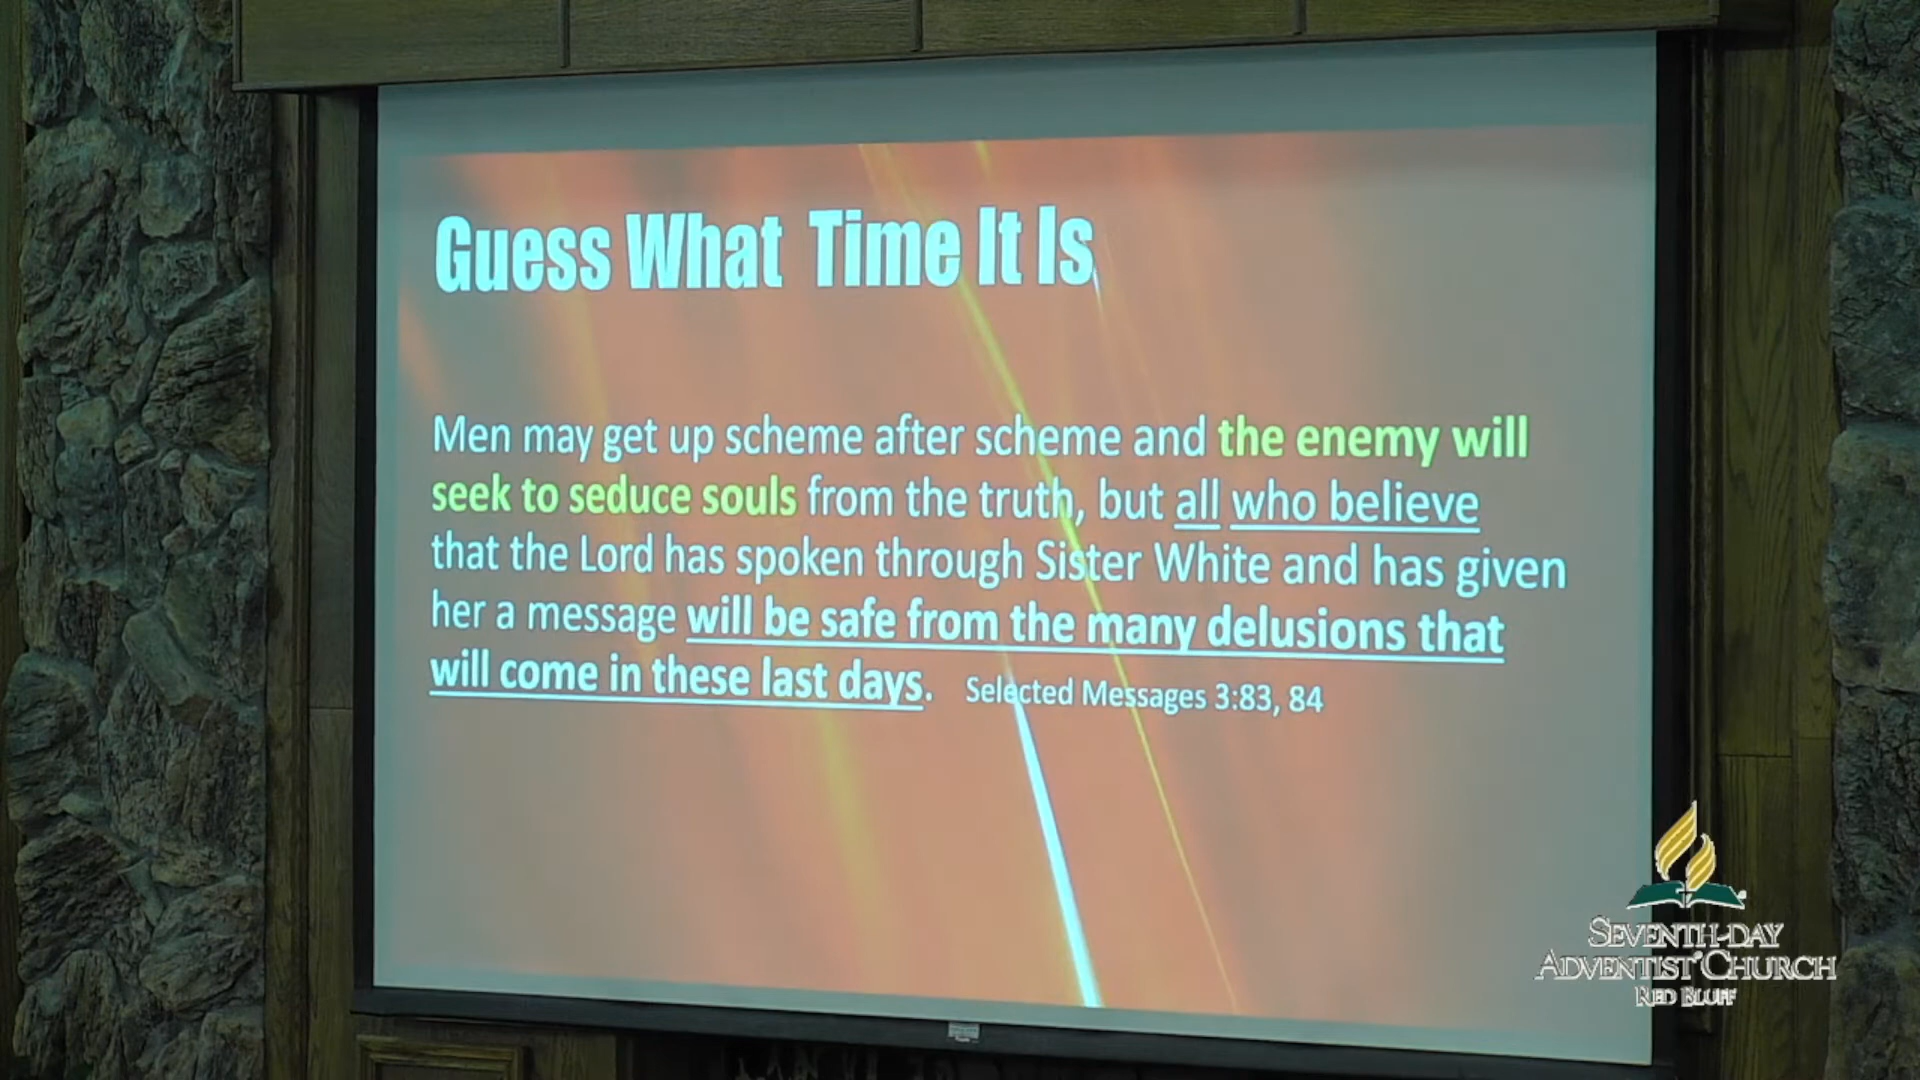 Guess What Time It Is
Men may get up scheme after scheme and the enemy will
seek to seduce souls from the truth, but all who believe
that the Lord has spoken through Sister White and has given
her a message will be safe from the many delusions that
will come in these last days. Selected Messages 3:83, 84
SEVENTH-DAY
ADVENTIST CHURCH
RED BLUFF